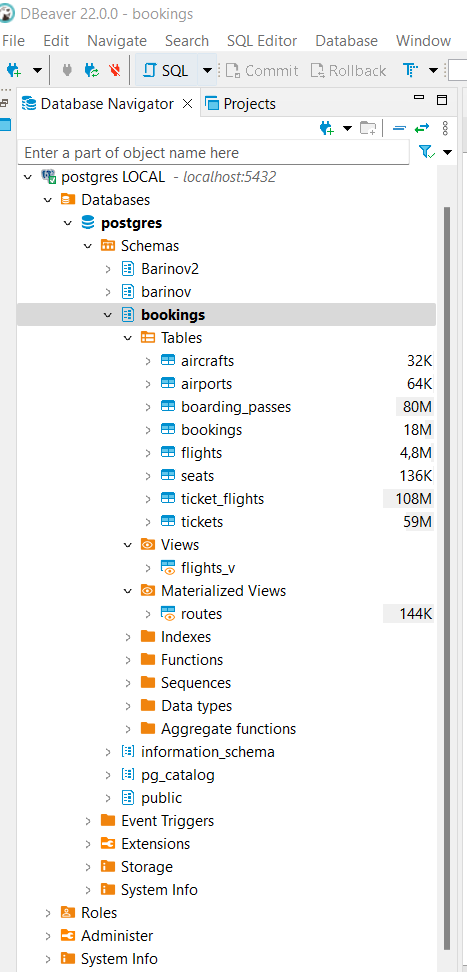 DBeaver 22.0.0 - bookings
File Edit Navigate Search SQL Editor Database Window
SQL Commit Rollback T
Database Navigator Projects
Enter a part of object name here
postgres LOCAL - localhost:5432
Databases
postgres
Schemas
Barinov2
barinov
bookings
Tables
aircrafts 32K
airports 64K
boarding_passes 80M
bookings 18M
flights 4,8M
seats 136K
ticket_flights 108M
tickets 59M
Views
flights_v
Materialized Views
routes 144K
Indexes
Functions
Sequences
Data types
Aggregate functions
information_schema
pg_catalog
public
Event Triggers
Extensions
Storage
System Info
Roles
Administer
System Info